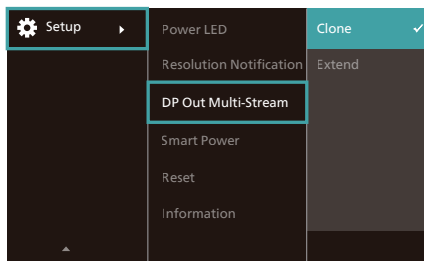 Setup
Power LED
Resolution Notification
DP Out Multi-Stream
Smart Power
Reset
Information
Clone
Extend